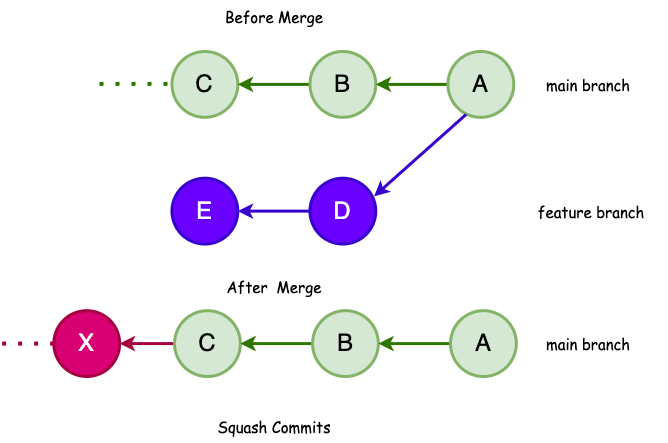 Before Merge
C B A main branch
E D feature branch
After Merge
X C B A main branch
Squash Commits